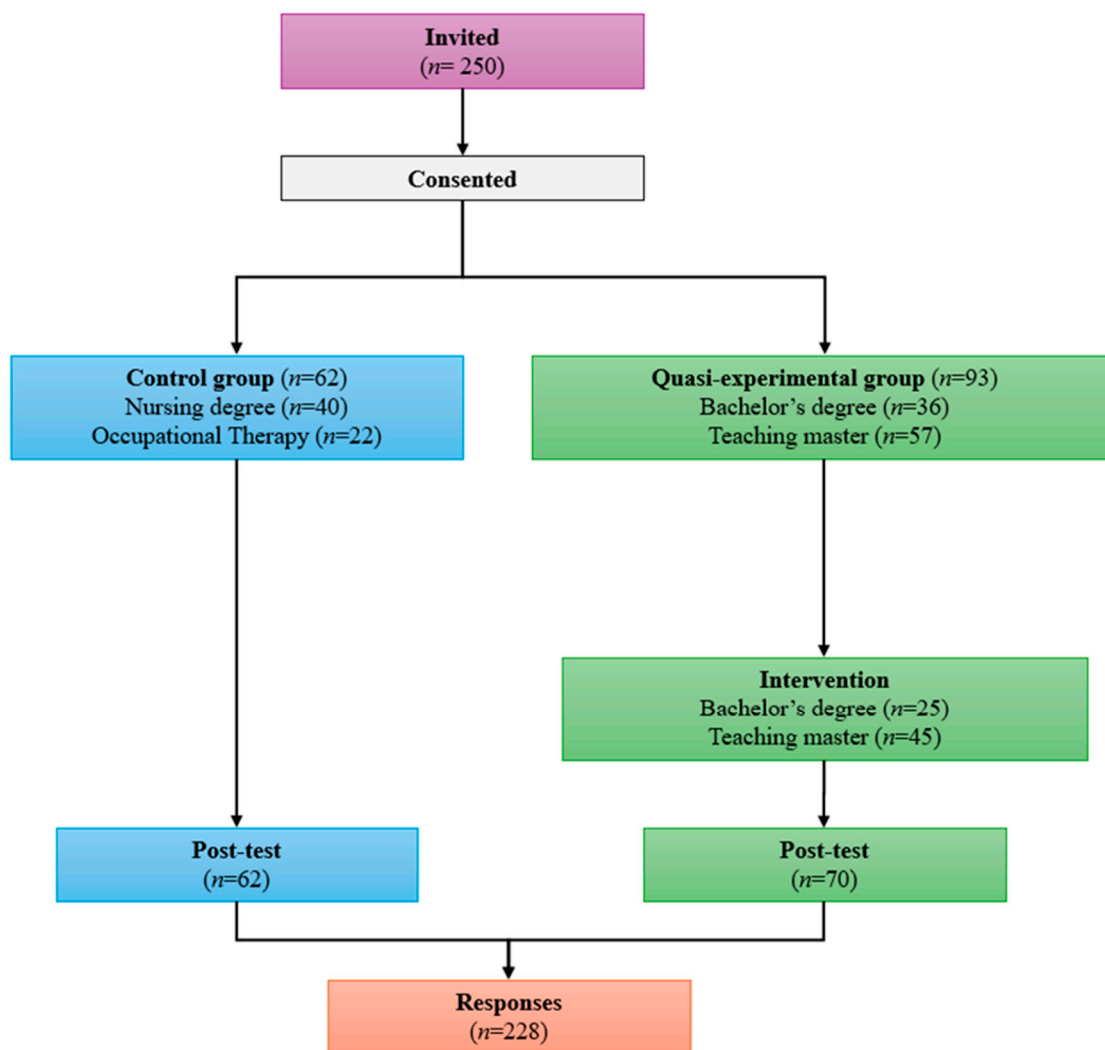 Invited
(n= 250)
Consented
Control group (n=62)
Nursing degree (n=40)
Occupational Therapy (n=22)
Quasi-experimental group (n=93)
Bachelor’s degree (n=36)
Teaching master (n=57)
Intervention
Bachelor’s degree (n=25)
Teaching master (n=45)
Post-test
(n=62)
Post-test
(n=70)
Responses
(n=228)